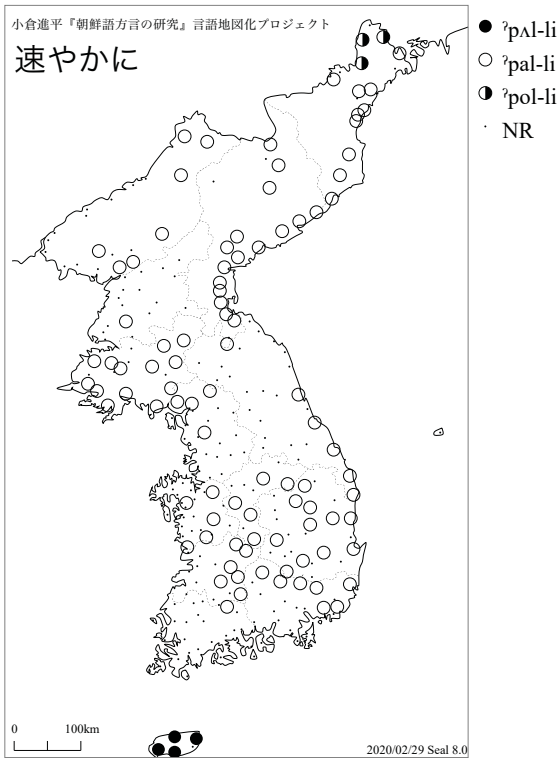 小倉進平『朝鮮語方言の研究』言語地図化プロジェクト
速やかに
ˀpʌl-li
ˀpal-li
ˀpol-li
NR
0 100km
2020/02/29 Seal 8.0